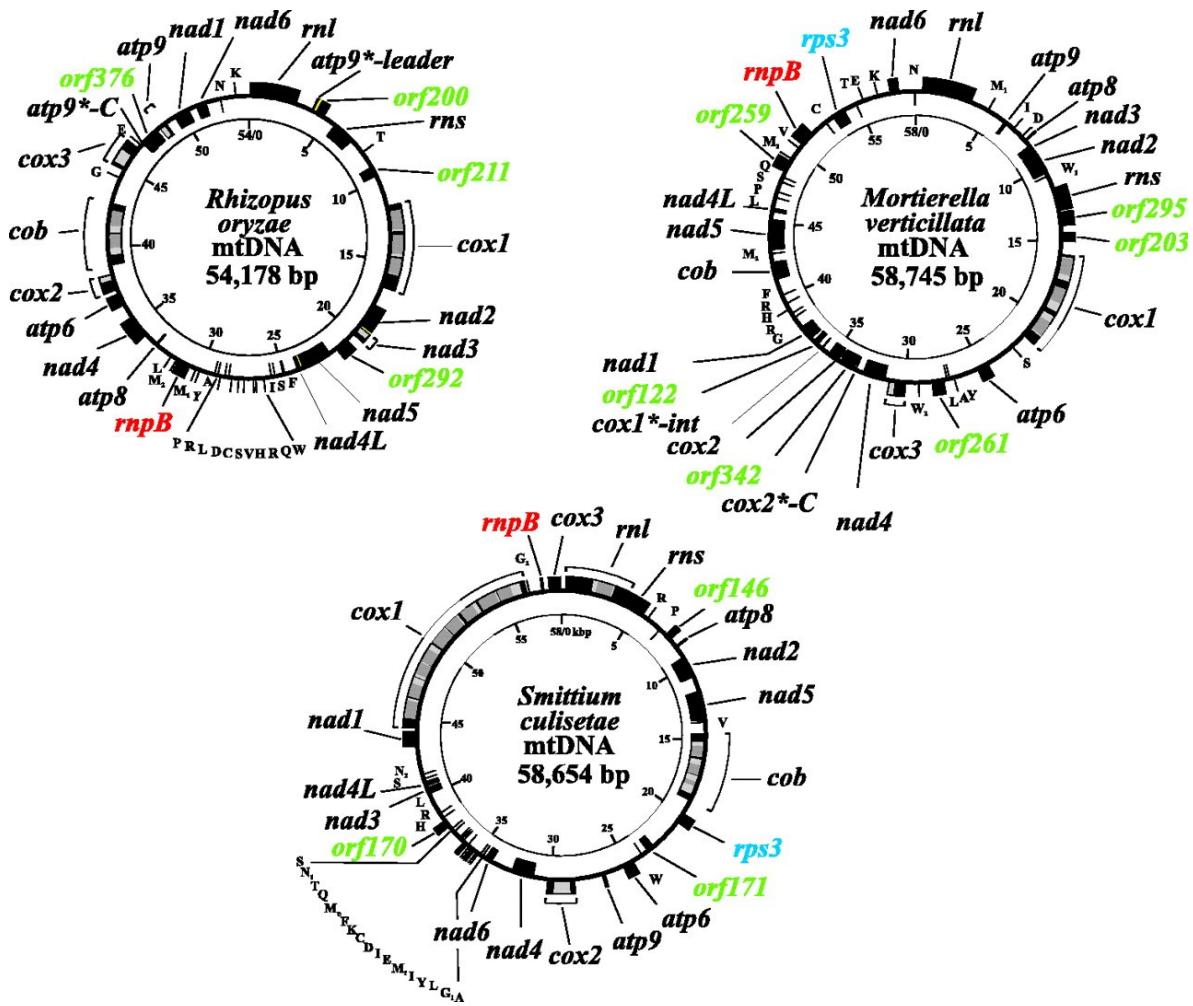 nad6
nad1
rnl
atp9
atp9*-leader
K
N
orf376
orf200
atp9*-C
rns
E
54/0
T
cox3
50
5
orf211
G
10
45
Rhizopus
oryzae
mtDNA
54,178 bp
cob
cox1
40
15
cox2
35
20
atp6
nad2
30
25
nad3
nad4
orf292
L
M₂
A
F
S
I
atp8
M₁
Y
nad5
rnpB
nad4L
P R L D C S V H R Q W
nad6
rps3
rnl
N
atp9
rnpB
T E K
M₁
atp8
C
I
orf259
V
D
nad3
58/0
55
5
nad2
M₃
50
10
W₁
Q
rns
S
P
L
Mortierella
verticillata
mtDNA
58,745 bp
nad4L
orf295
45
15
nad5
orf203
M₂
cob
40
20
cox1
F
R
H
R
G
35
30
25
S
nad1
orf122
L A Y
atp6
W₂
cox1*-int
orf261
cox2
cox3
orf342
cox2*-C
nad4
rnpB
cox3
rnl
G₂
rns
R
P
orf146
cox1
atp8
58/0 kbp
55
5
nad2
50
10
Smittium
culisetae
mtDNA
58,654 bp
nad5
nad1
45
15
V
cob
N₂
S
40
20
nad4L
L
35
30
25
nad3
R
H
rps3
orf170
orf171
W
S
N₁
T
Q
M
F
K
C
D
I
E
M
I
Y
L
G₁
A
nad6
nad4
cox2
atp9
atp6